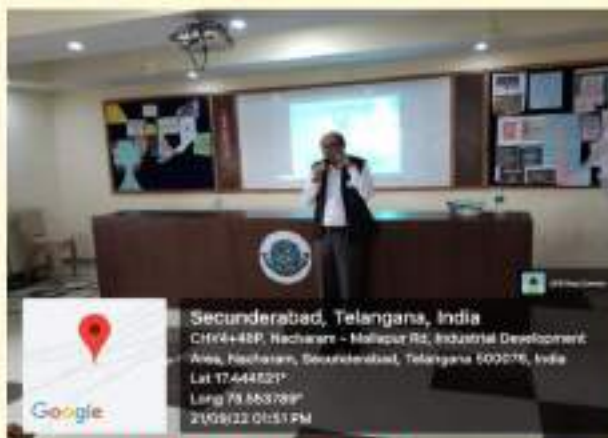 Secunderabad, Telangana, India
CHV4+48P, Nacharam - Mallapur Rd, Industrial Development
Area, Nacharam, Secunderabad, Telangana 500076, India
Lat 17.444521°
Long 78.553789°
21/09/22 01:51 PM
Google